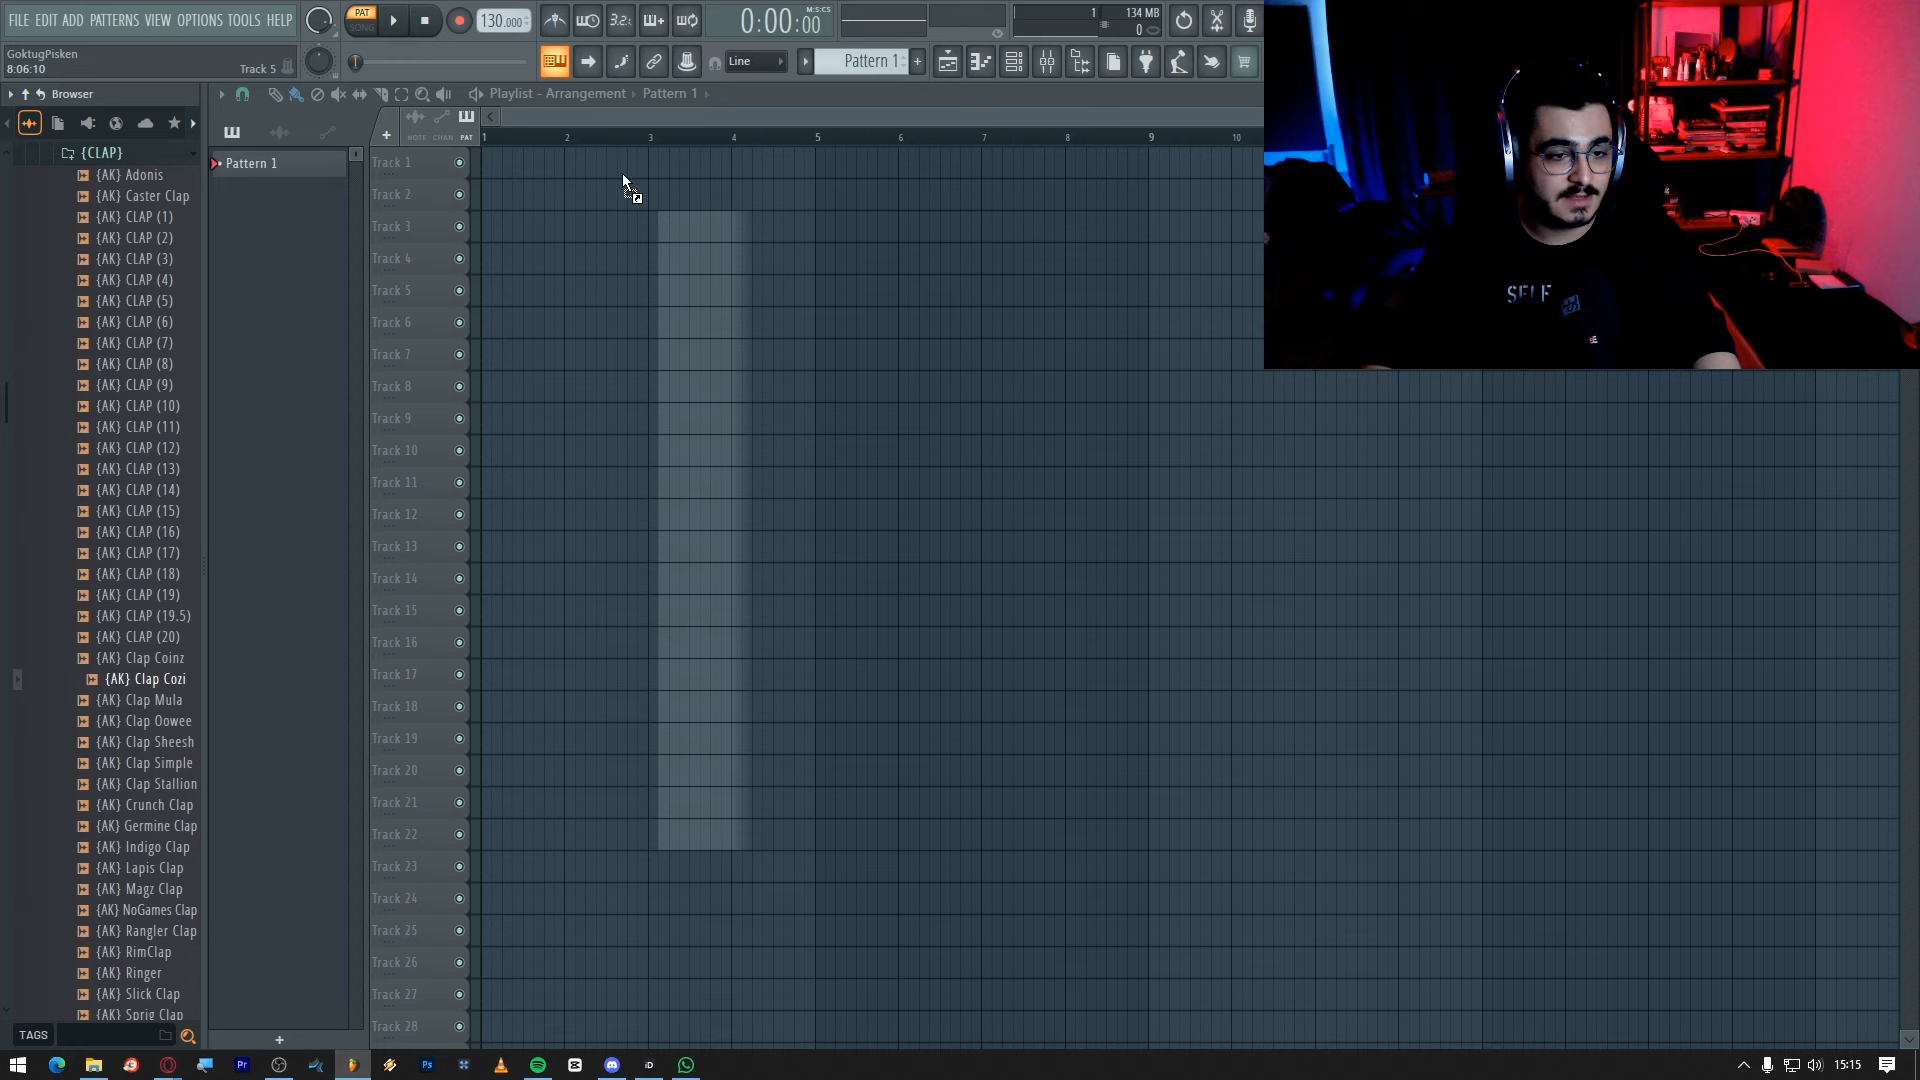 FILE EDIT ADD PATTERNS VIEW OPTIONS TOOLS HELP
PAT
SONG
130.000
3.2.
0:00:00
M:S:CS
1
134 MB
0
GoktugPisken
8:06:10
Track 5
Line
Pattern 1
Browser
Playlist - Arrangement
Pattern 1
NOTE CHAN PAT
1 2 3 4 5 6 7 8 9 10
{CLAP}
{AK} Adonis
{AK} Caster Clap
{AK} CLAP (1)
{AK} CLAP (2)
{AK} CLAP (3)
{AK} CLAP (4)
{AK} CLAP (5)
{AK} CLAP (6)
{AK} CLAP (7)
{AK} CLAP (8)
{AK} CLAP (9)
{AK} CLAP (10)
{AK} CLAP (11)
{AK} CLAP (12)
{AK} CLAP (13)
{AK} CLAP (14)
{AK} CLAP (15)
{AK} CLAP (16)
{AK} CLAP (17)
{AK} CLAP (18)
{AK} CLAP (19)
{AK} CLAP (19.5)
{AK} CLAP (20)
{AK} Clap Coinz
{AK} Clap Cozi
{AK} Clap Mula
{AK} Clap Oowee
{AK} Clap Sheesh
{AK} Clap Simple
{AK} Clap Stallion
{AK} Crunch Clap
{AK} Germine Clap
{AK} Indigo Clap
{AK} Lapis Clap
{AK} Magz Clap
{AK} NoGames Clap
{AK} Rangler Clap
{AK} RimClap
{AK} Ringer
{AK} Slick Clap
{AK} Sprig Clap
TAGS
Pattern 1
Track 1
Track 2
Track 3
Track 4
Track 5
Track 6
Track 7
Track 8
Track 9
Track 10
Track 11
Track 12
Track 13
Track 14
Track 15
Track 16
Track 17
Track 18
Track 19
Track 20
Track 21
Track 22
Track 23
Track 24
Track 25
Track 26
Track 27
Track 28
SELF
Pr
Ps
iD
15:15